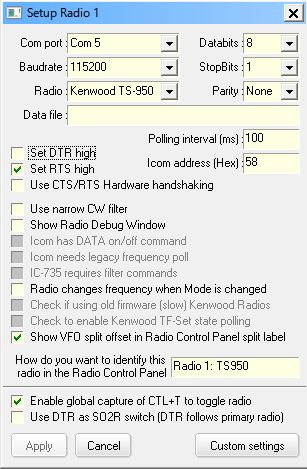 Setup Radio 1
Com port : Com 5 Databits: 8
Baudrate : 115200 StopBits: 1
Radio : Kenwood TS-950 Parity: None
Data file :
Polling interval (ms) : 100
Set DTR high
Icom address (Hex) : 58
Set RTS high
Use CTS/RTS Hardware handshaking
Use narrow CW filter
Show Radio Debug Window
Icom has DATA on/off command
Icom needs legacy frequency poll
IC-735 requires filter commands
Radio changes frequency when Mode is changed
Check if using old firmware (slow) Kenwood Radios
Check to enable Kenwood TF-Set state polling
Show VFO split offset in Radio Control Panel split label
How do you want to identify this
radio in the Radio Control Panel
Radio 1: TS950
Enable global capture of CTL+T to toggle radio
Use DTR as SO2R switch (DTR follows primary radio)
Apply Cancel Custom settings